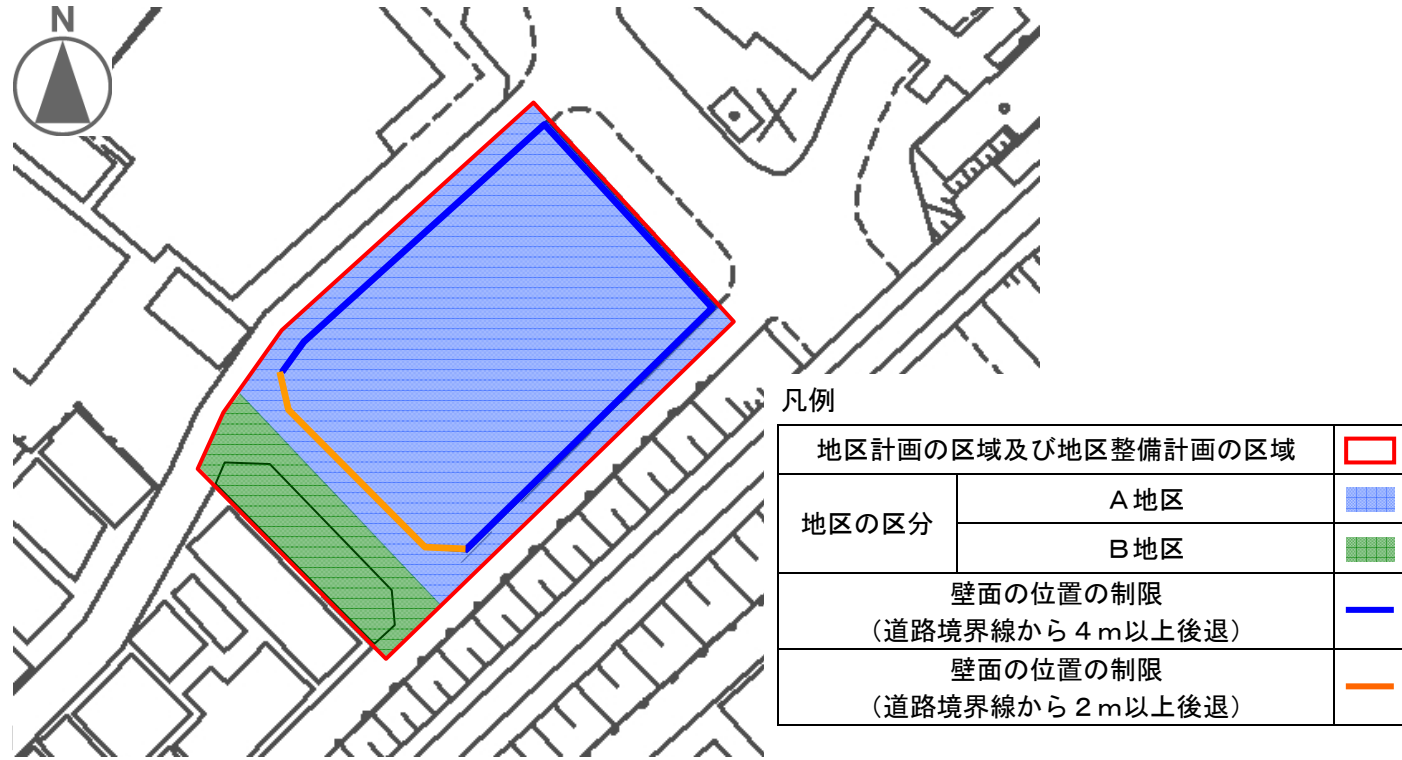 N
凡例
地区計画の区域及び地区整備計画の区域
地区の区分
A地区
B地区
壁面の位置の制限
(道路境界線から4m以上後退)
壁面の位置の制限
(道路境界線から2m以上後退)